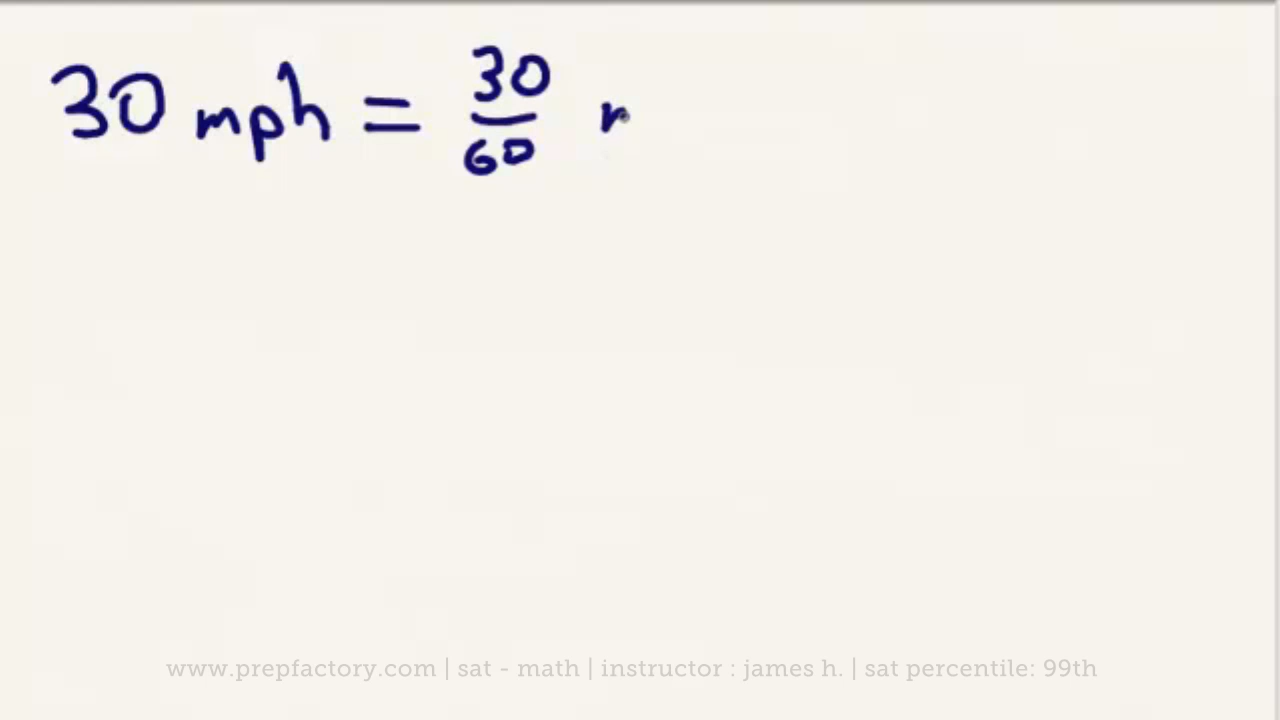 30 mph = 30/60
www.prepfactory.com | sat - math | instructor : james h. | sat percentile: 99th